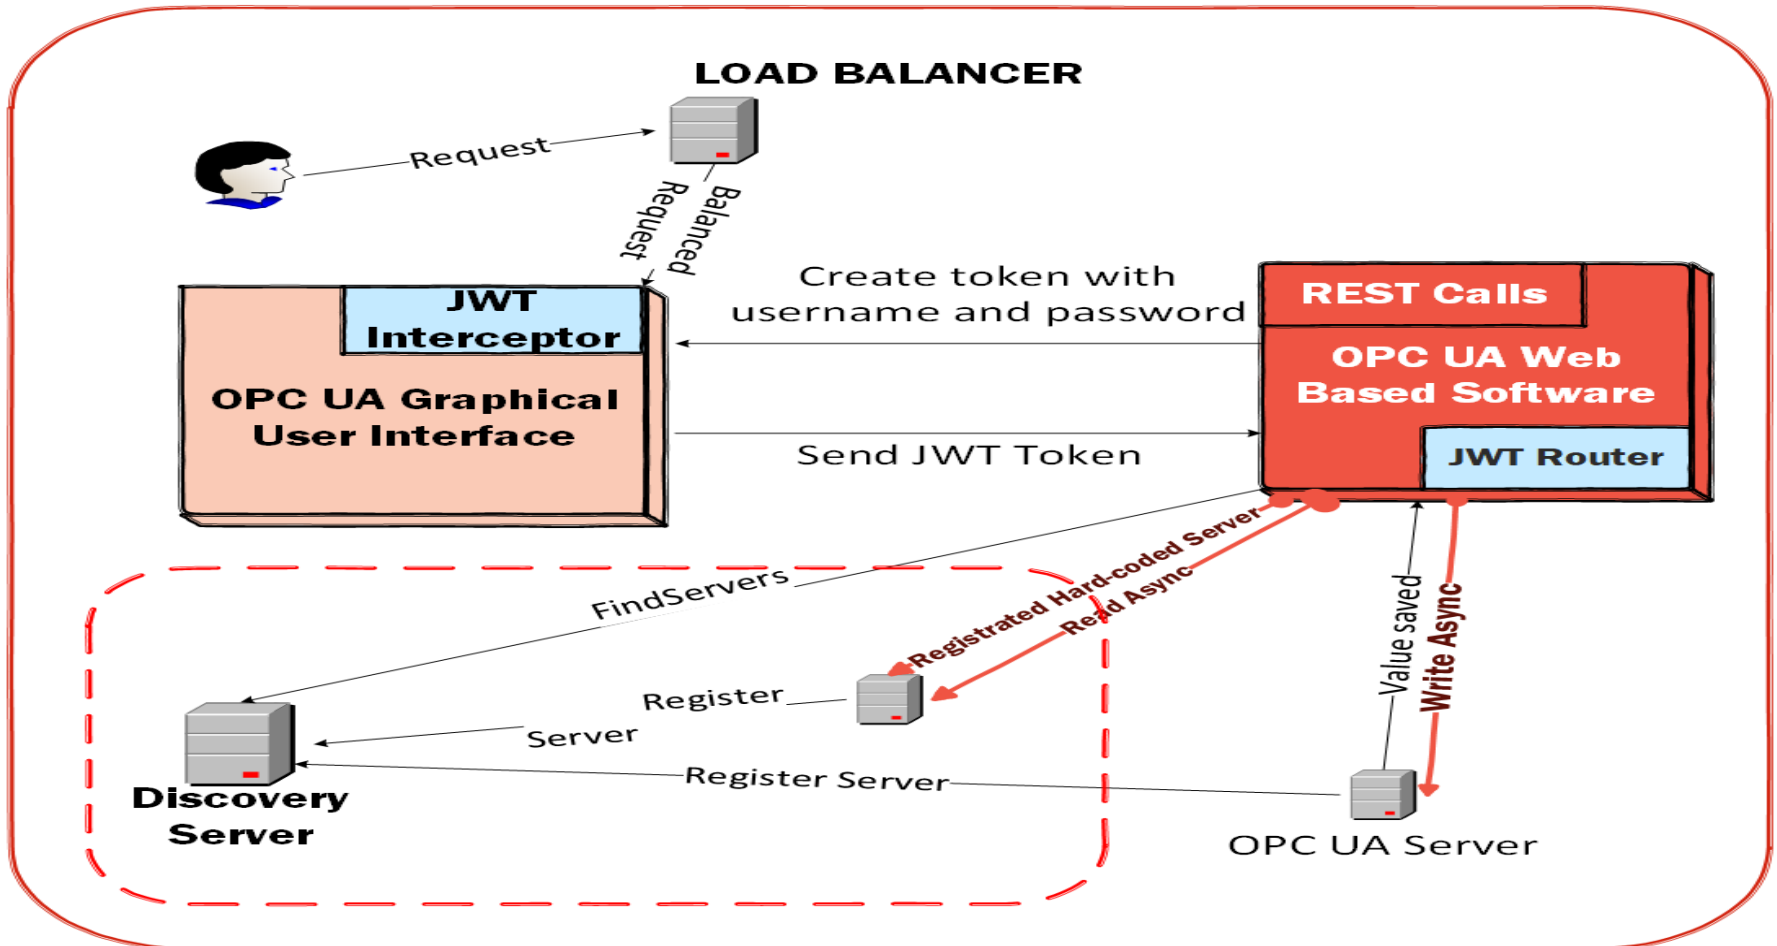 LOAD BALANCER
Request
Balanced
Request
JWT
Interceptor
OPC UA Graphical
User Interface
Create token with
username and password
Send JWT Token
REST Calls
OPC UA Web
Based Software
JWT Router
FindServers
Registrated Hard-coded Server
Read Async
Value saved
Write Async
Register
Server
Register Server
Discovery
Server
OPC UA Server